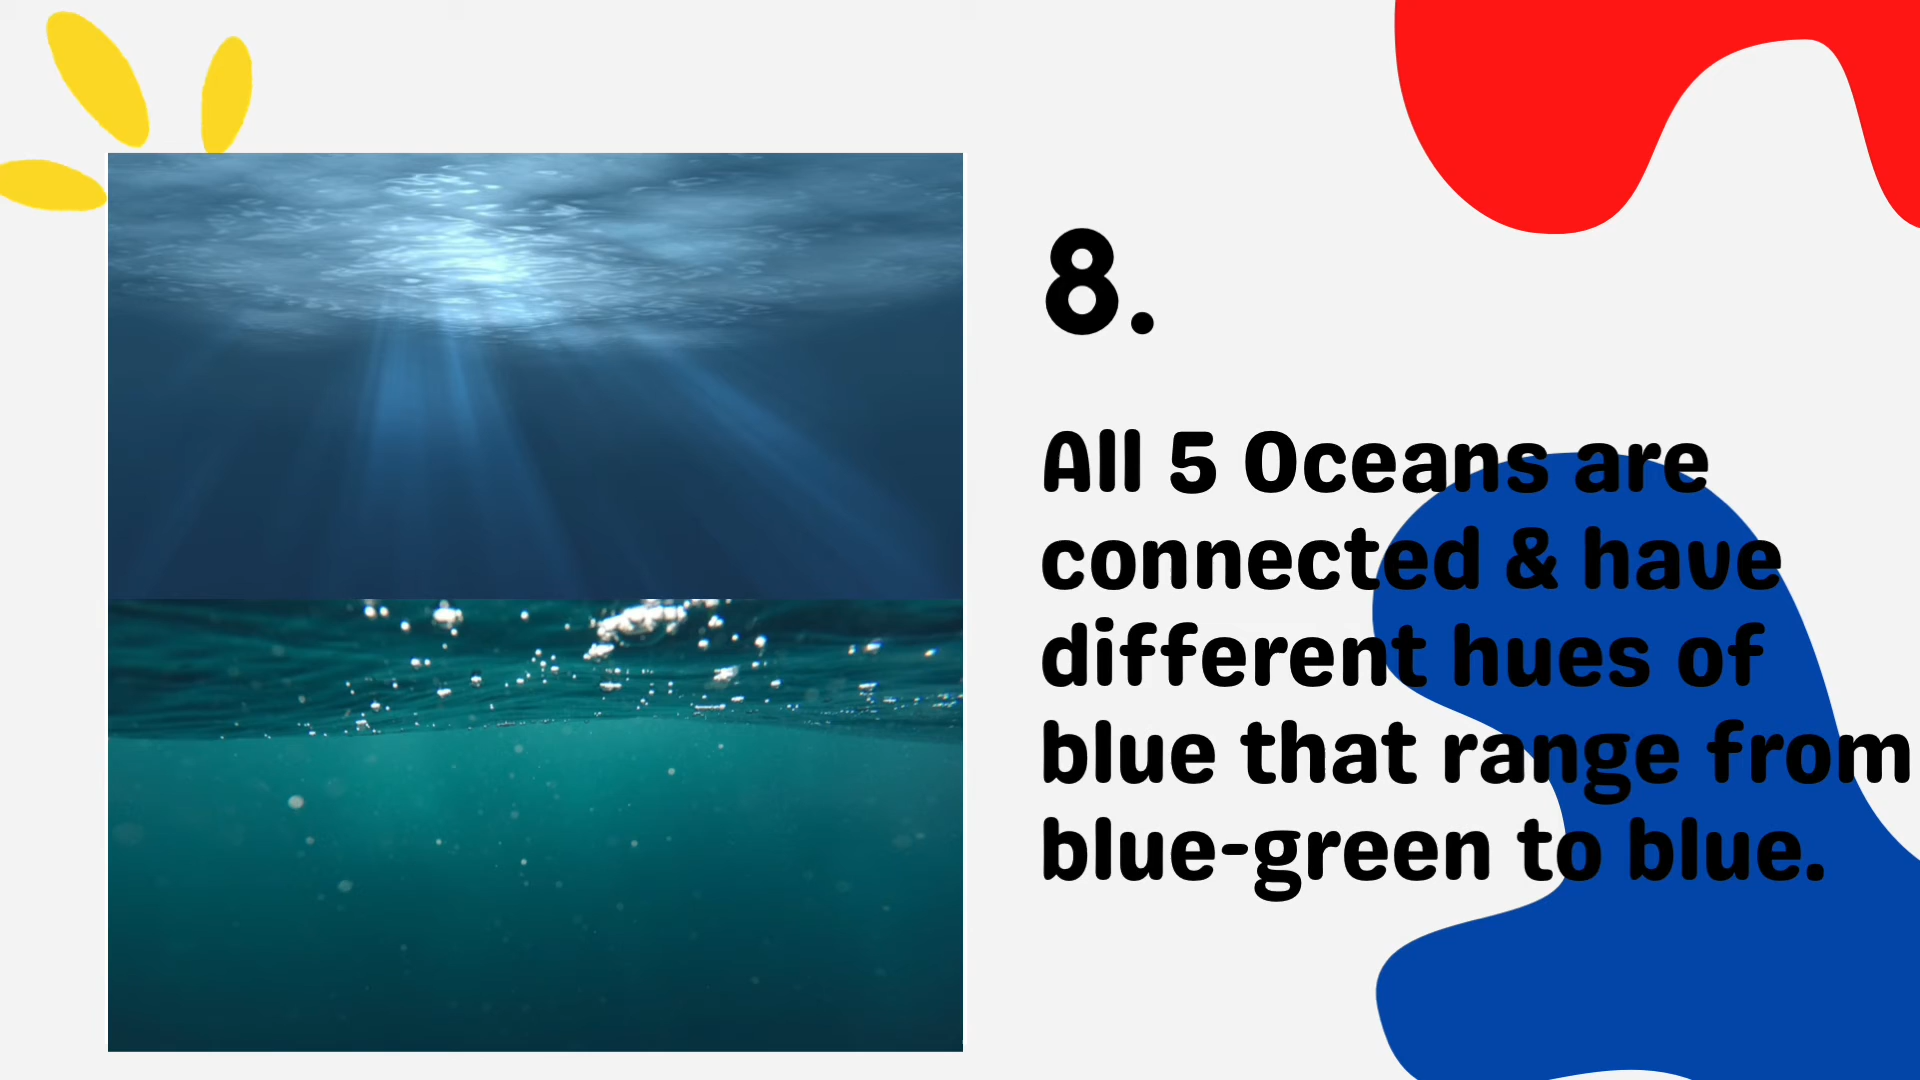 8.
All 5 Oceans are
connected & have
different hues of
blue that range from
blue-green to blue.